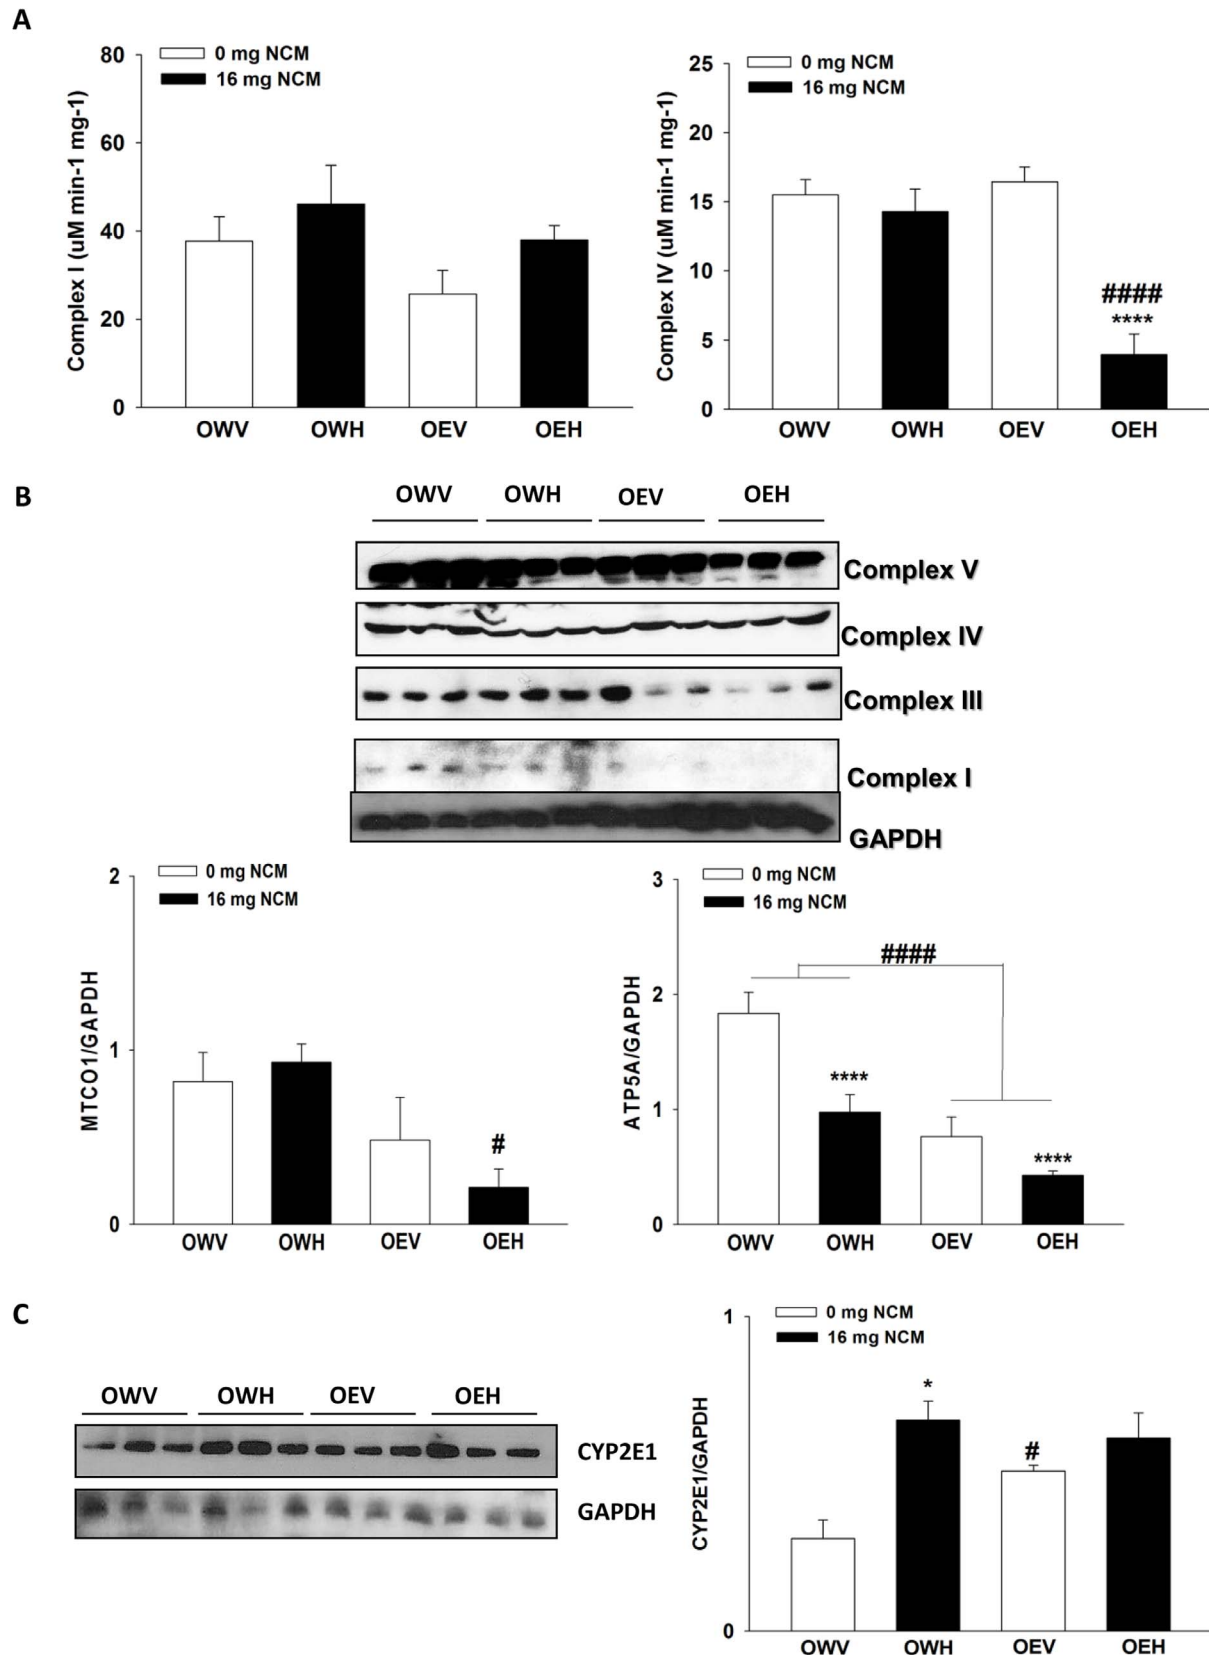 A
0 mg NCM
16 mg NCM
Complex I (uM min-1 mg-1)
80
60
40
20
0
OWV OWH OEV OEH
0 mg NCM
16 mg NCM
Complex IV (uM min-1 mg-1)
25
20
15
10
5
0
####
****
OWV OWH OEV OEH
B
OWV OWH OEV OEH
Complex V
Complex IV
Complex III
Complex I
GAPDH
0 mg NCM
16 mg NCM
MTCO1/GAPDH
2
1
0
#
OWV OWH OEV OEH
0 mg NCM
16 mg NCM
ATP5A/GAPDH
3
2
1
0
####
****
****
OWV OWH OEV OEH
C
OWV OWH OEV OEH
CYP2E1
GAPDH
0 mg NCM
16 mg NCM
CYP2E1/GAPDH
1
0
*
#
OWV OWH OEV OEH